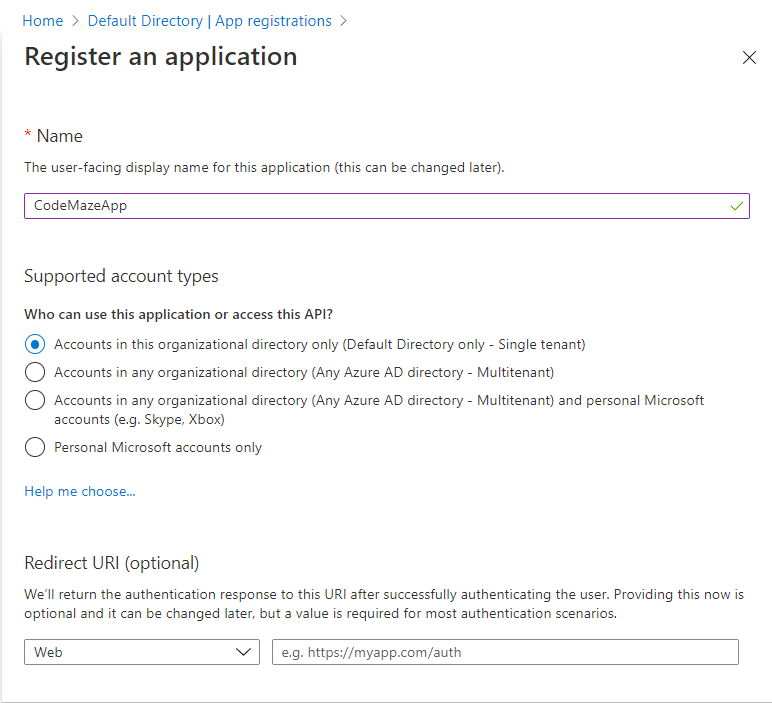 Home > Default Directory | App registrations >
Register an application
* Name
The user-facing display name for this application (this can be changed later).
CodeMazeApp
Supported account types
Who can use this application or access this API?
Accounts in this organizational directory only (Default Directory only - Single tenant)
Accounts in any organizational directory (Any Azure AD directory - Multitenant)
Accounts in any organizational directory (Any Azure AD directory - Multitenant) and personal Microsoft
accounts (e.g. Skype, Xbox)
Personal Microsoft accounts only
Help me choose...
Redirect URI (optional)
We'll return the authentication response to this URI after successfully authenticating the user. Providing this now is
optional and it can be changed later, but a value is required for most authentication scenarios.
Web
e.g. https://myapp.com/auth